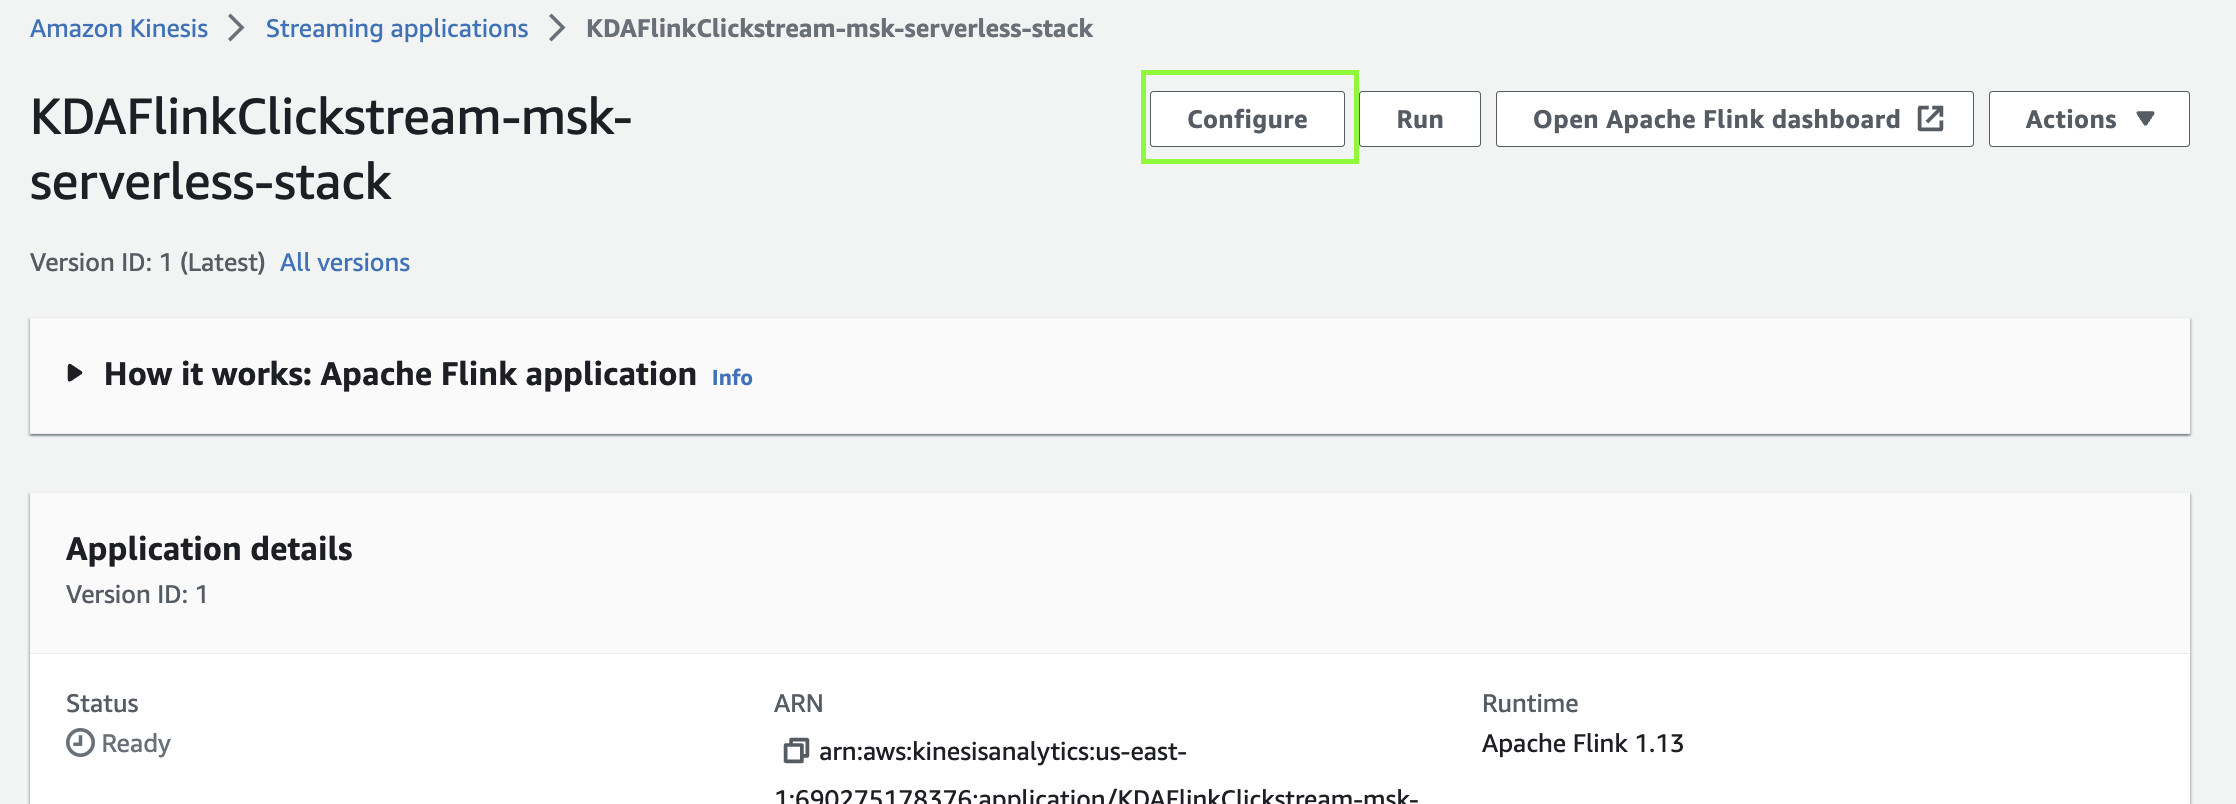 Amazon Kinesis > Streaming applications > KDAFlinkClickstream-msk-serverless-stack
KDAFlinkClickstream-msk-
serverless-stack
Configure
Run
Open Apache Flink dashboard
Actions
Version ID: 1 (Latest) All versions
How it works: Apache Flink application Info
Application details
Version ID: 1
Status
Ready
ARN
arn:aws:kinesisanalytics:us-east-
1:690275178376:application/KDAFlinkClickstream-msk-
Runtime
Apache Flink 1.13